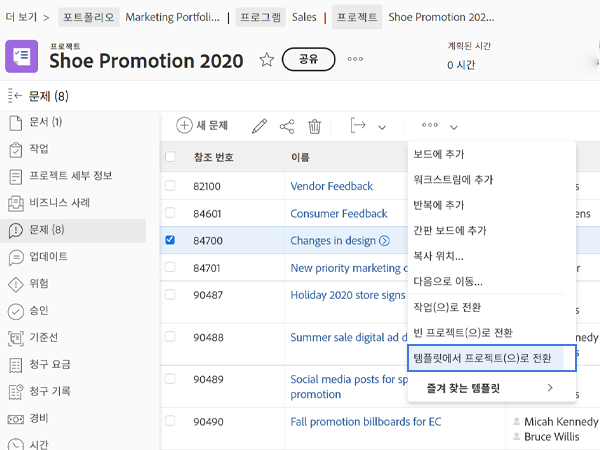 더 보기 > 포트폴리오 Marketing Portfoli... | 프로그램 Sales | 프로젝트 Shoe Promotion 202...
프로젝트
Shoe Promotion 2020
공유
계획된 시간
0 시간
문제 (8)
문서 (1)
작업
프로젝트 세부 정보
비즈니스 사례
문제 (8)
업데이트
위험
승인
기준선
청구 요금
청구 기록
경비
시간
새 문제
참조 번호 이름
82100 Vendor Feedback
84601 Consumer Feedback
84700 Changes in design
84701 New priority marketing
90487 Holiday 2020 store signs
90488 Summer sale digital ad
90489 Social media posts for
promotion
90490 Fall promotion billboards for EC
Micah Kennedy
Bruce Willis
보드에 추가
워크스트림에 추가
반복에 추가
간판 보드에 추가
복사 위치...
다음으로 이동...
작업(으)로 전환
빈 프로젝트(으)로 전환
템플릿에서 프로젝트(으)로 전환
즐겨 찾는 템플릿